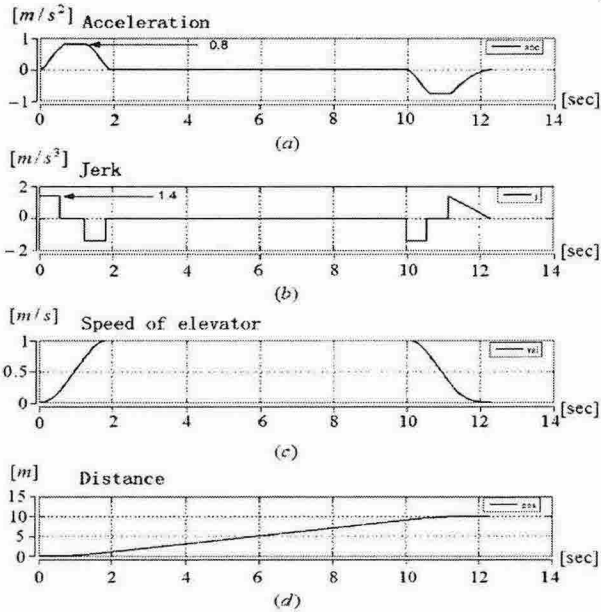 [m/s²] Acceleration
1
0.8
acc
0
−1
[sec]
0 2 4 6 8 10 12 14
(a)
[m/s³] Jerk
2
1.4
j
0
−2
[sec]
0 2 4 6 8 10 12 14
(b)
[m/s] Speed of elevator
1
vel
0.5
0
[sec]
0 2 4 6 8 10 12 14
(c)
[m] Distance
15
pos
10
5
0
[sec]
0 2 4 6 8 10 12 14
(d)